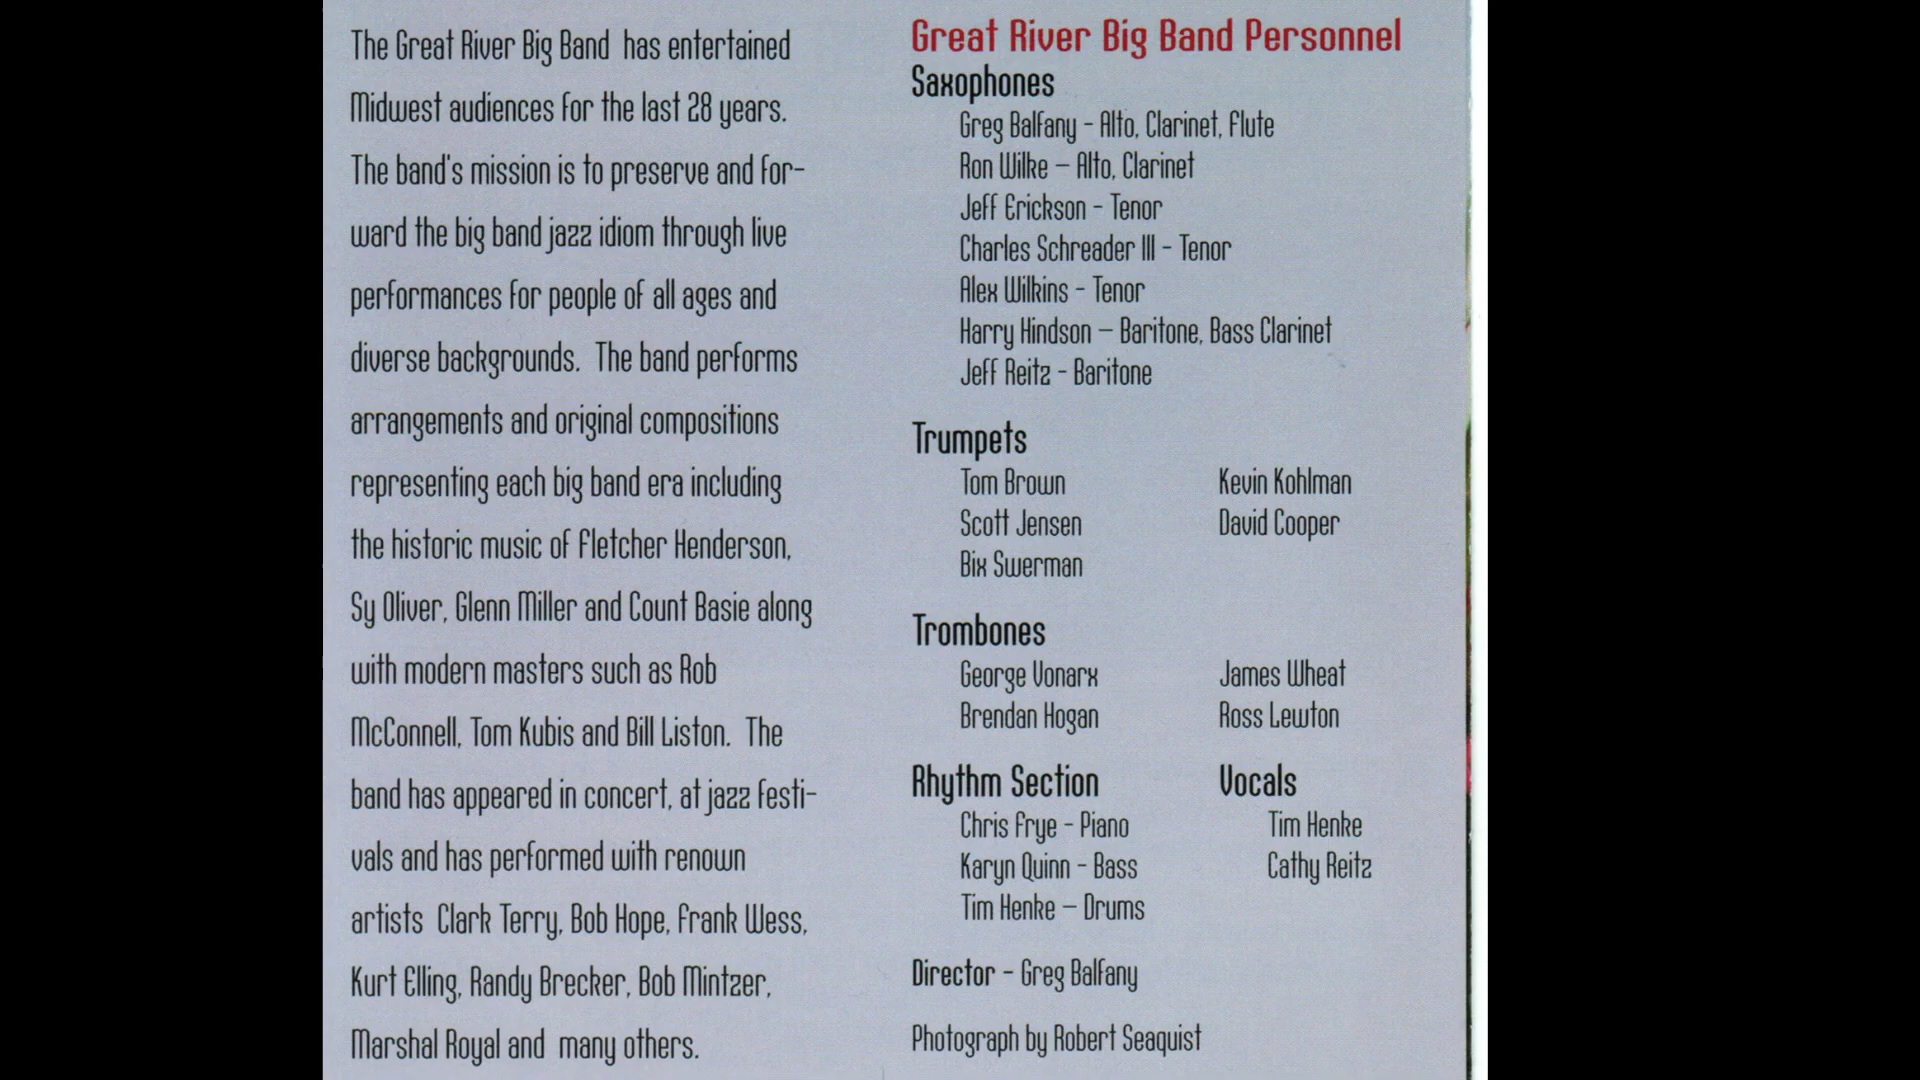 The Great River Big Band has entertained
Midwest audiences for the last 28 years.
The band's mission is to preserve and for-
ward the big band jazz idiom through live
performances for people of all ages and
diverse backgrounds. The band performs
arrangements and original compositions
representing each big band era including
the historic music of Fletcher Henderson,
Sy Oliver, Glenn Miller and Count Basie along
with modern masters such as Rob
McConnell, Tom Kubis and Bill Liston. The
band has appeared in concert, at jazz festi-
vals and has performed with renown
artists Clark Terry, Bob Hope, Frank Wess,
Kurt Elling, Randy Brecker, Bob Mintzer,
Marshal Royal and many others.
Great River Big Band Personnel
Saxophones
Greg Balfany - Alto, Clarinet, Flute
Ron Wilke – Alto, Clarinet
Jeff Erickson - Tenor
Charles Schreader III - Tenor
Alex Wilkins - Tenor
Harry Hindson – Baritone, Bass Clarinet
Jeff Reitz - Baritone
Trumpets
Tom Brown
Scott Jensen
Bix Swerman
Kevin Kohlman
David Cooper
Trombones
George Vonarx
Brendan Hogan
James Wheat
Ross Lewton
Rhythm Section
Chris Frye - Piano
Karyn Quinn - Bass
Tim Henke – Drums
Vocals
Tim Henke
Cathy Reitz
Director - Greg Balfany
Photograph by Robert Seaquist